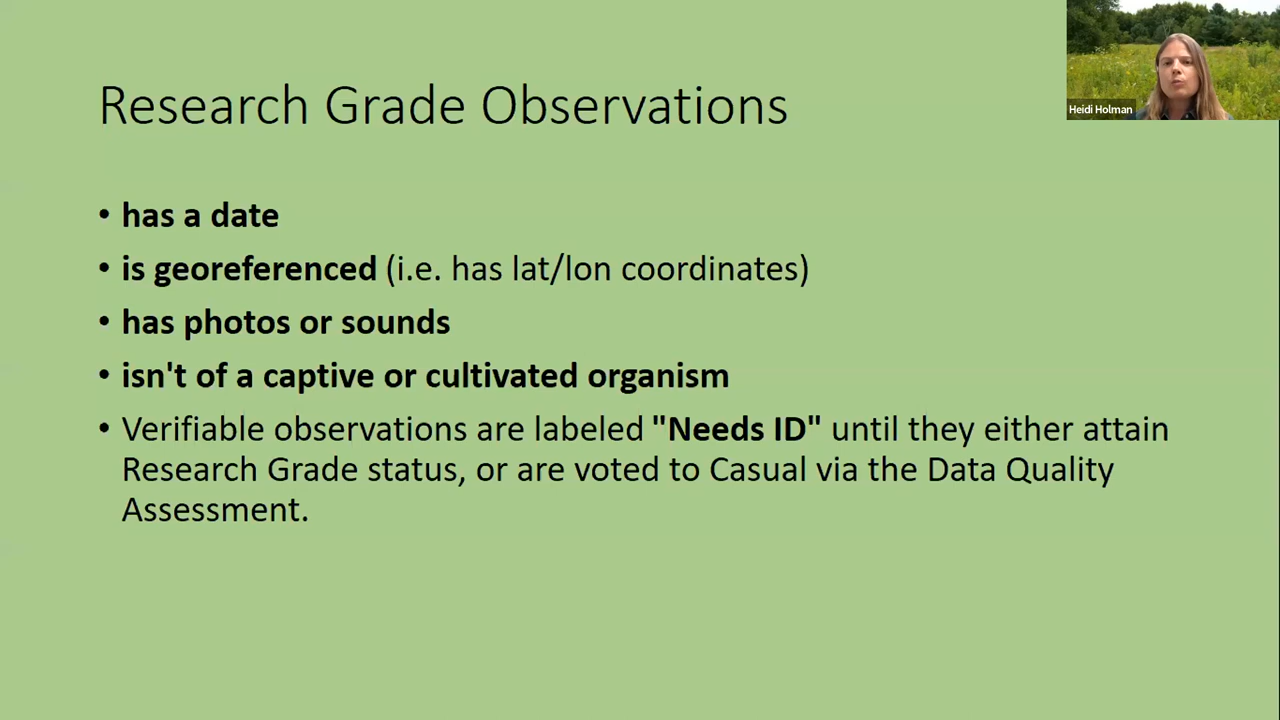 Research Grade Observations
Heidi Holman
• has a date
• is georeferenced (i.e. has lat/lon coordinates)
• has photos or sounds
• isn't of a captive or cultivated organism
• Verifiable observations are labeled "Needs ID" until they either attain
Research Grade status, or are voted to Casual via the Data Quality
Assessment.